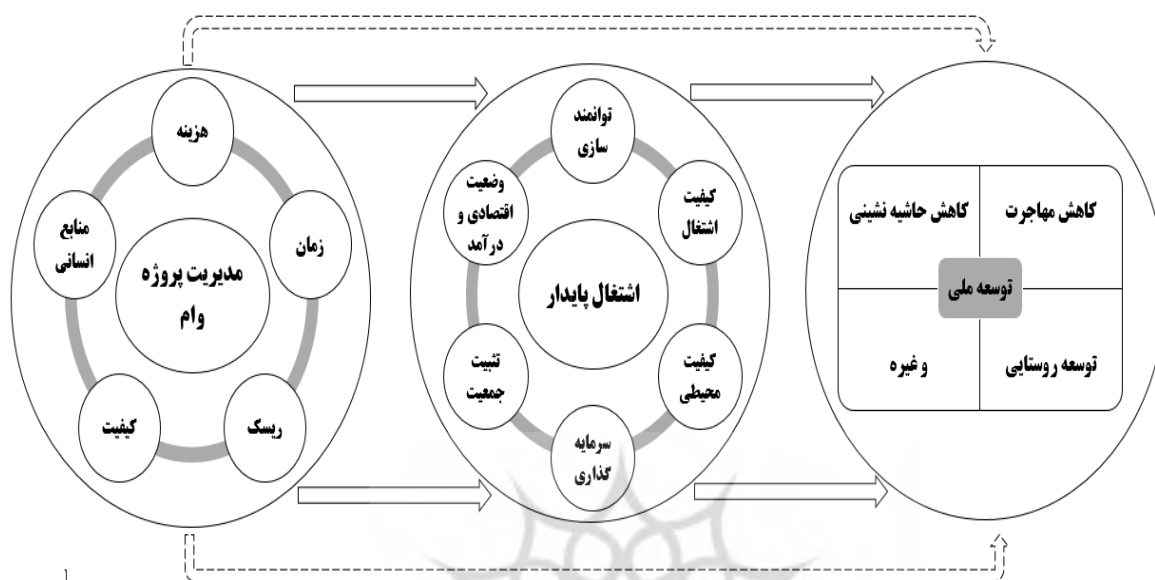 هزینه
زمان
ریسک
کیفیت
منابع
انسانی
مدیریت پروژه
وام
توانمند
سازی
کیفیت
اشتغال
کیفیت
محیطی
سرمایه
گذاری
تثبیت
جمعیت
وضعیت
اقتصادی و
درآمد
اشتغال پایدار
کاهش مهاجرت
کاهش حاشیه نشینی
توسعه ملی
توسعه روستایی
و غیره